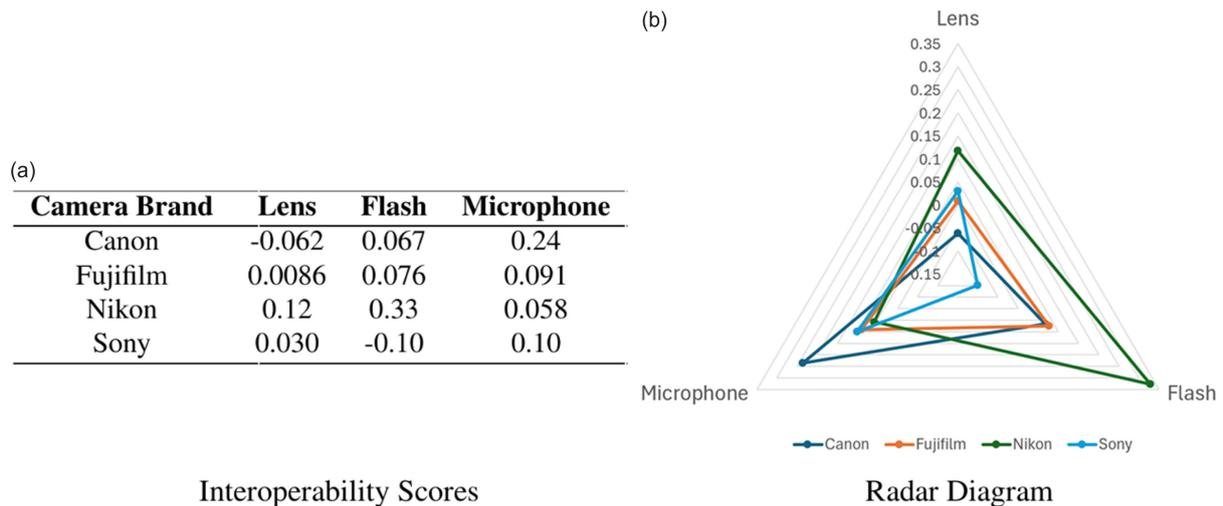 (a)
Camera Brand Lens Flash Microphone
Canon -0.062 0.067 0.24
Fujifilm 0.0086 0.076 0.091
Nikon 0.12 0.33 0.058
Sony 0.030 -0.10 0.10
Interoperability Scores
(b)
Lens
0.35
0.3
0.25
0.2
0.15
0.1
0.05
0
-0.05
-0.1
0.15
Microphone
Flash
Canon Fujifilm Nikon Sony
Radar Diagram